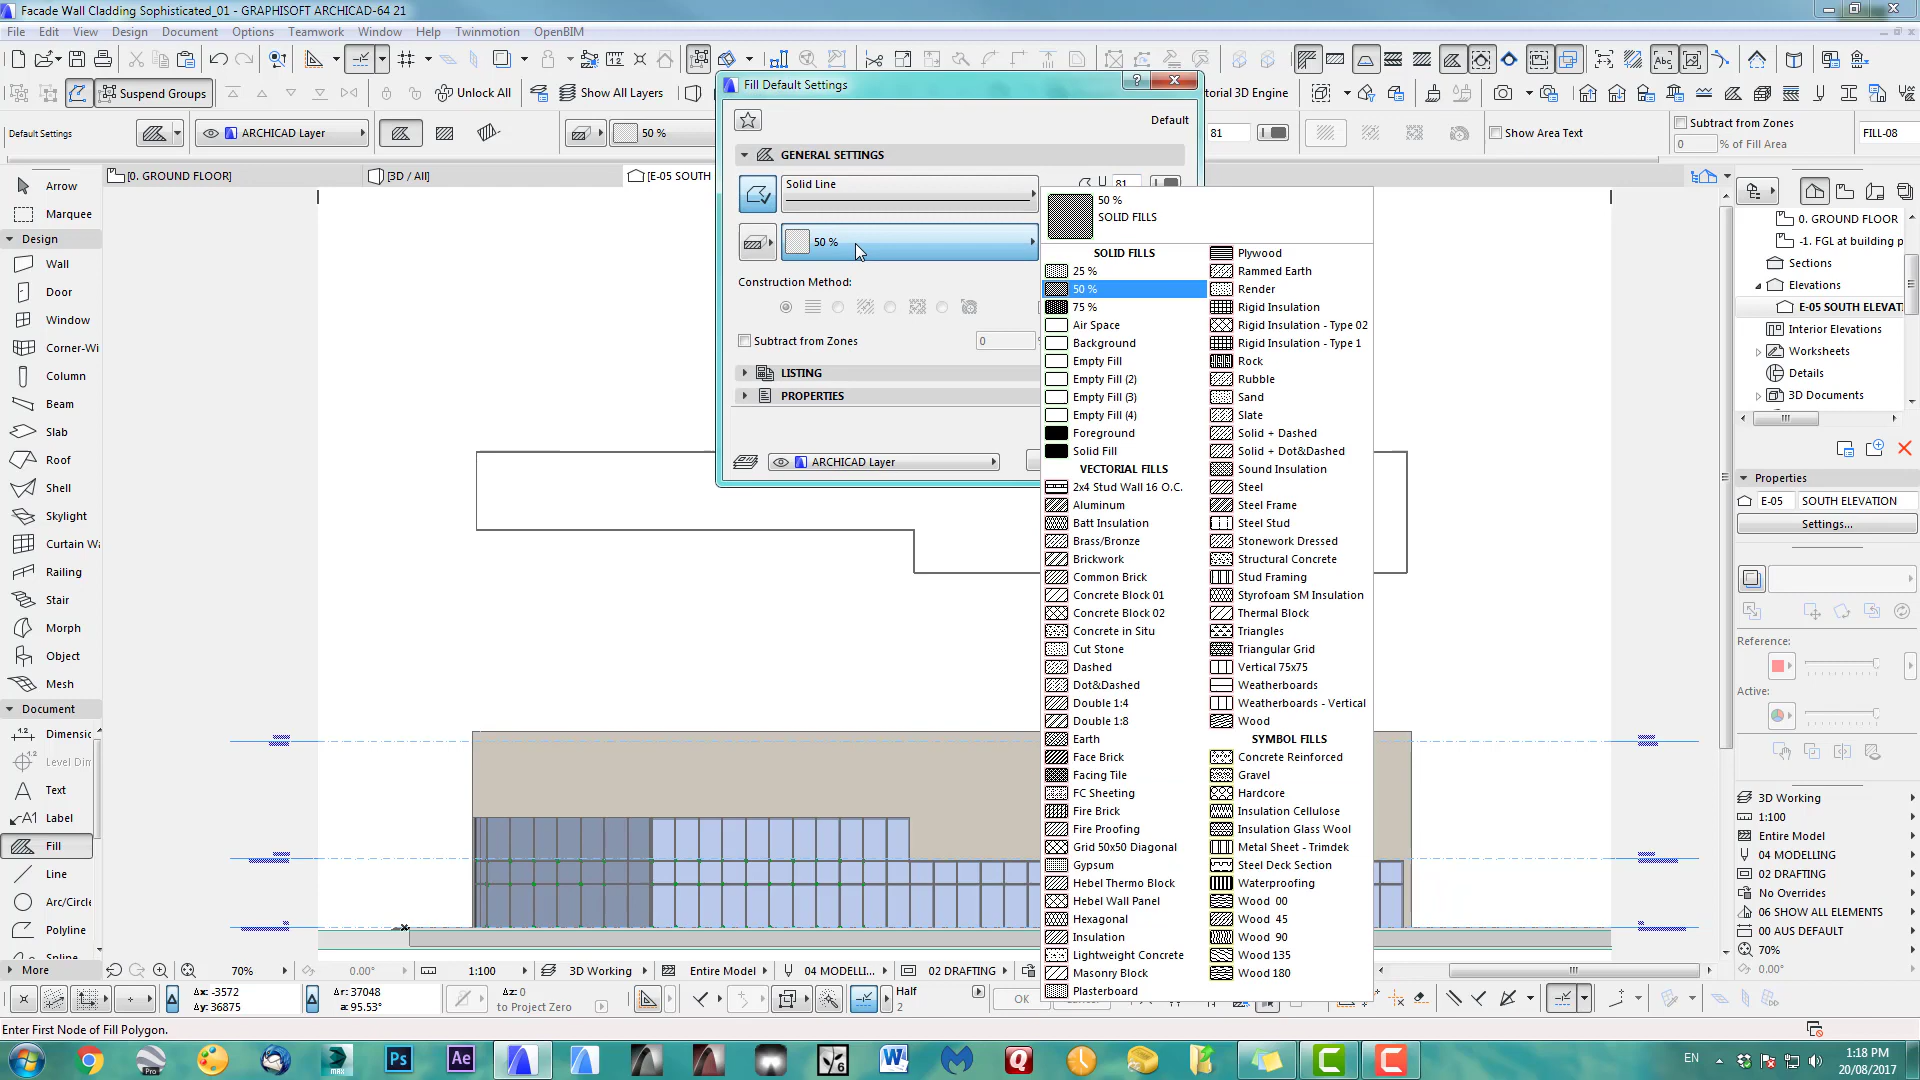 Facade Wall Cladding Sophisticated_01 - GRAPHISOFT ARCHICAD-64 21
File Edit View Design Document Options Teamwork Window Help Twinmotion OpenBIM
Suspend Groups
Unlock All
Show All Layers
torial 3D Engine
Default Settings
ARCHICAD Layer
50 %
81
Show Area Text
Subtract from Zones
0
% of Fill Area
FILL-08
[0. GROUND FLOOR]
[3D / All]
[E-05 SOUTH
Arrow
Marquee
Design
Wall
Door
Window
Corner-Wi
Column
Beam
Slab
Roof
Shell
Skylight
Curtain Wa
Railing
Stair
Morph
Object
Mesh
Document
Dimensio
Level Dim
Text
Label
Fill
Line
Arc/Circle
Polyline
Spline
More
Fill Default Settings
Default
GENERAL SETTINGS
Solid Line
81
50 %
Construction Method:
Subtract from Zones
0
LISTING
PROPERTIES
ARCHICAD Layer
50 %
SOLID FILLS
SOLID FILLS
25 %
50 %
75 %
Air Space
Background
Empty Fill
Empty Fill (2)
Empty Fill (3)
Empty Fill (4)
Foreground
Solid Fill
VECTORIAL FILLS
2x4 Stud Wall 16 O.C.
Aluminum
Batt Insulation
Brass/Bronze
Brickwork
Common Brick
Concrete Block 01
Concrete Block 02
Concrete in Situ
Cut Stone
Dashed
Dot&Dashed
Double 1:4
Double 1:8
Earth
Face Brick
Facing Tile
FC Sheeting
Fire Brick
Fire Proofing
Grid 50x50 Diagonal
Gypsum
Hebel Thermo Block
Hebel Wall Panel
Hexagonal
Insulation
Lightweight Concrete
Masonry Block
Plasterboard
Plywood
Rammed Earth
Render
Rigid Insulation
Rigid Insulation - Type 02
Rigid Insulation - Type 1
Rock
Rubble
Sand
Slate
Solid + Dashed
Solid + Dot&Dashed
Sound Insulation
Steel
Steel Frame
Steel Stud
Stonework Dressed
Structural Concrete
Stud Framing
Styrofoam SM Insulation
Thermal Block
Triangles
Triangular Grid
Vertical 75x75
Weatherboards
Weatherboards - Vertical
Wood
SYMBOL FILLS
Concrete Reinforced
Gravel
Hardcore
Insulation Cellulose
Insulation Glass Wool
Metal Sheet - Trimdek
Steel Deck Section
Waterproofing
Wood 00
Wood 45
Wood 90
Wood 135
Wood 180
0. GROUND FLOOR
-1. FGL at building p
Sections
Elevations
E-05 SOUTH ELEVATI
Interior Elevations
Worksheets
Details
3D Documents
Properties
E-05
SOUTH ELEVATION
Settings...
Reference:
Active:
3D Working
1:100
Entire Model
04 MODELLING
02 DRAFTING
No Overrides
06 SHOW ALL ELEMENTS
00 AUS DEFAULT
70%
0.00°
70%
0.00°
1:100
3D Working
Entire Model
04 MODELLI...
02 DRAFTING
Δx: -3572
Δy: 36875
Δr: 37048
a: 95.53°
Δz: 0
to Project Zero
Half
2
OK
Enter First Node of Fill Polygon.
Pro
MAX
Ps
Ae
EN
1:18 PM
20/08/2017